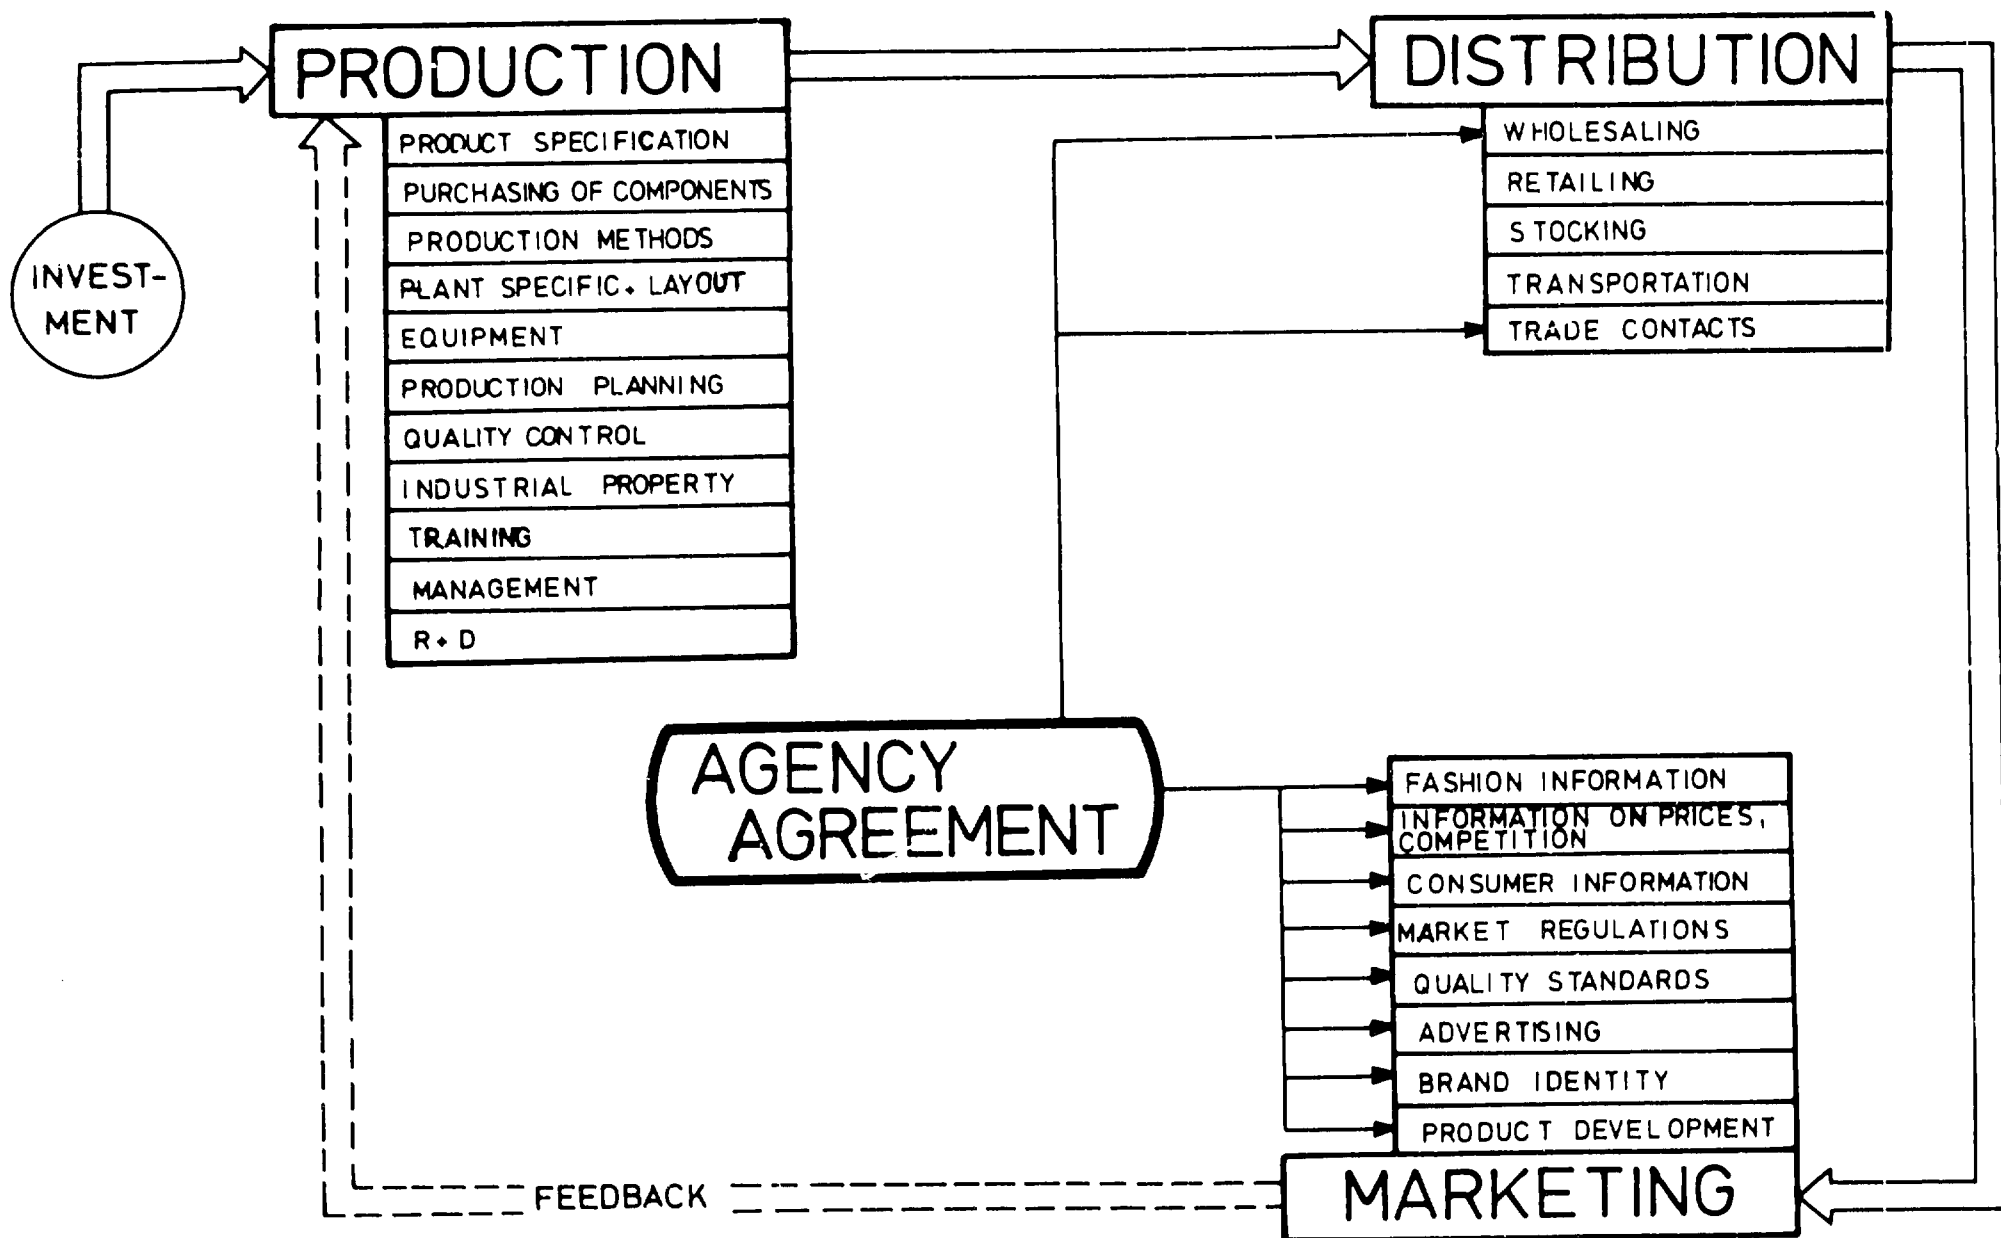 PRODUCTION
PRODUCT SPECIFICATION
PURCHASING OF COMPONENTS
PRODUCTION METHODS
PLANT SPECIFIC. LAYOUT
EQUIPMENT
PRODUCTION PLANNING
QUALITY CONTROL
INDUSTRIAL PROPERTY
TRAINING
MANAGEMENT
R+D
INVEST-
MENT
DISTRIBUTION
WHOLESALING
RETAILING
STOCKING
TRANSPORTATION
TRADE CONTACTS
AGENCY
AGREEMENT
FASHION INFORMATION
INFORMATION ON PRICES,
COMPETITION
CONSUMER INFORMATION
MARKET REGULATIONS
QUALITY STANDARDS
ADVERTISING
BRAND IDENTITY
PRODUCT DEVELOPMENT
MARKETING
FEEDBACK